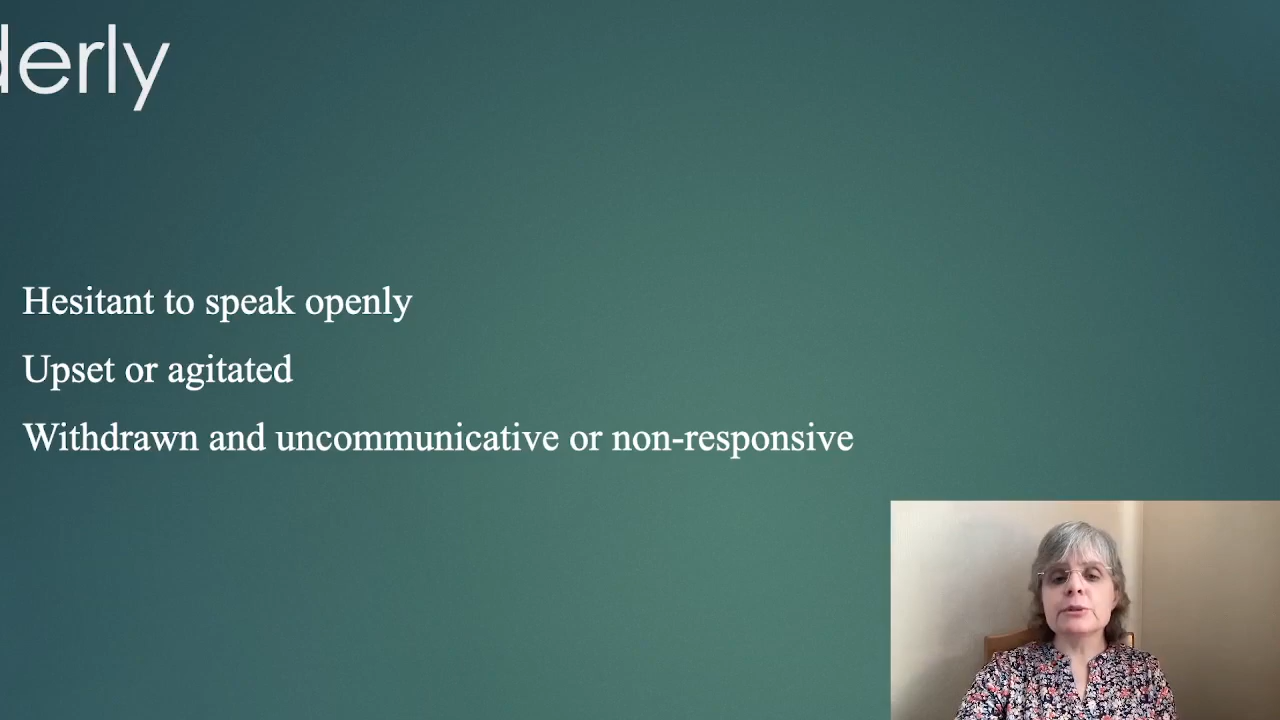 derly
Hesitant to speak openly
Upset or agitated
Withdrawn and uncommunicative or non-responsive